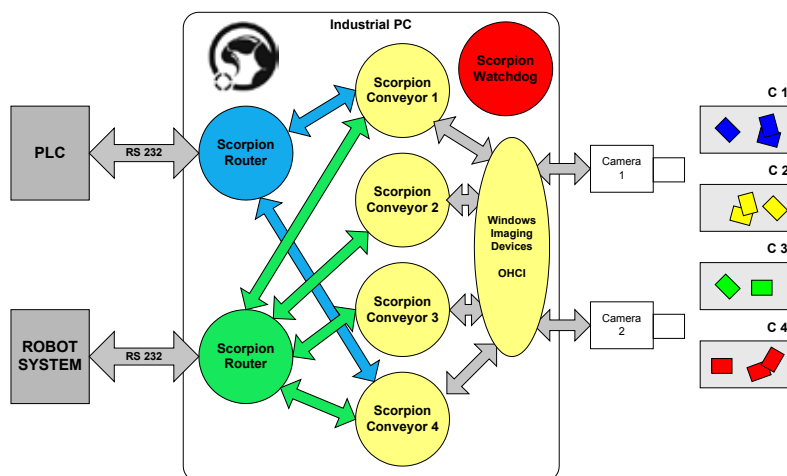 Industrial PC
Scorpion
Watchdog
Scorpion
Conveyor 1
C 1
Scorpion
Router
PLC
RS 232
Camera
1
C 2
Scorpion
Conveyor 2
Windows
Imaging
Devices
OHCI
C 3
Scorpion
Conveyor 3
Camera
2
C 4
ROBOT
SYSTEM
RS 232
Scorpion
Router
Scorpion
Conveyor 4